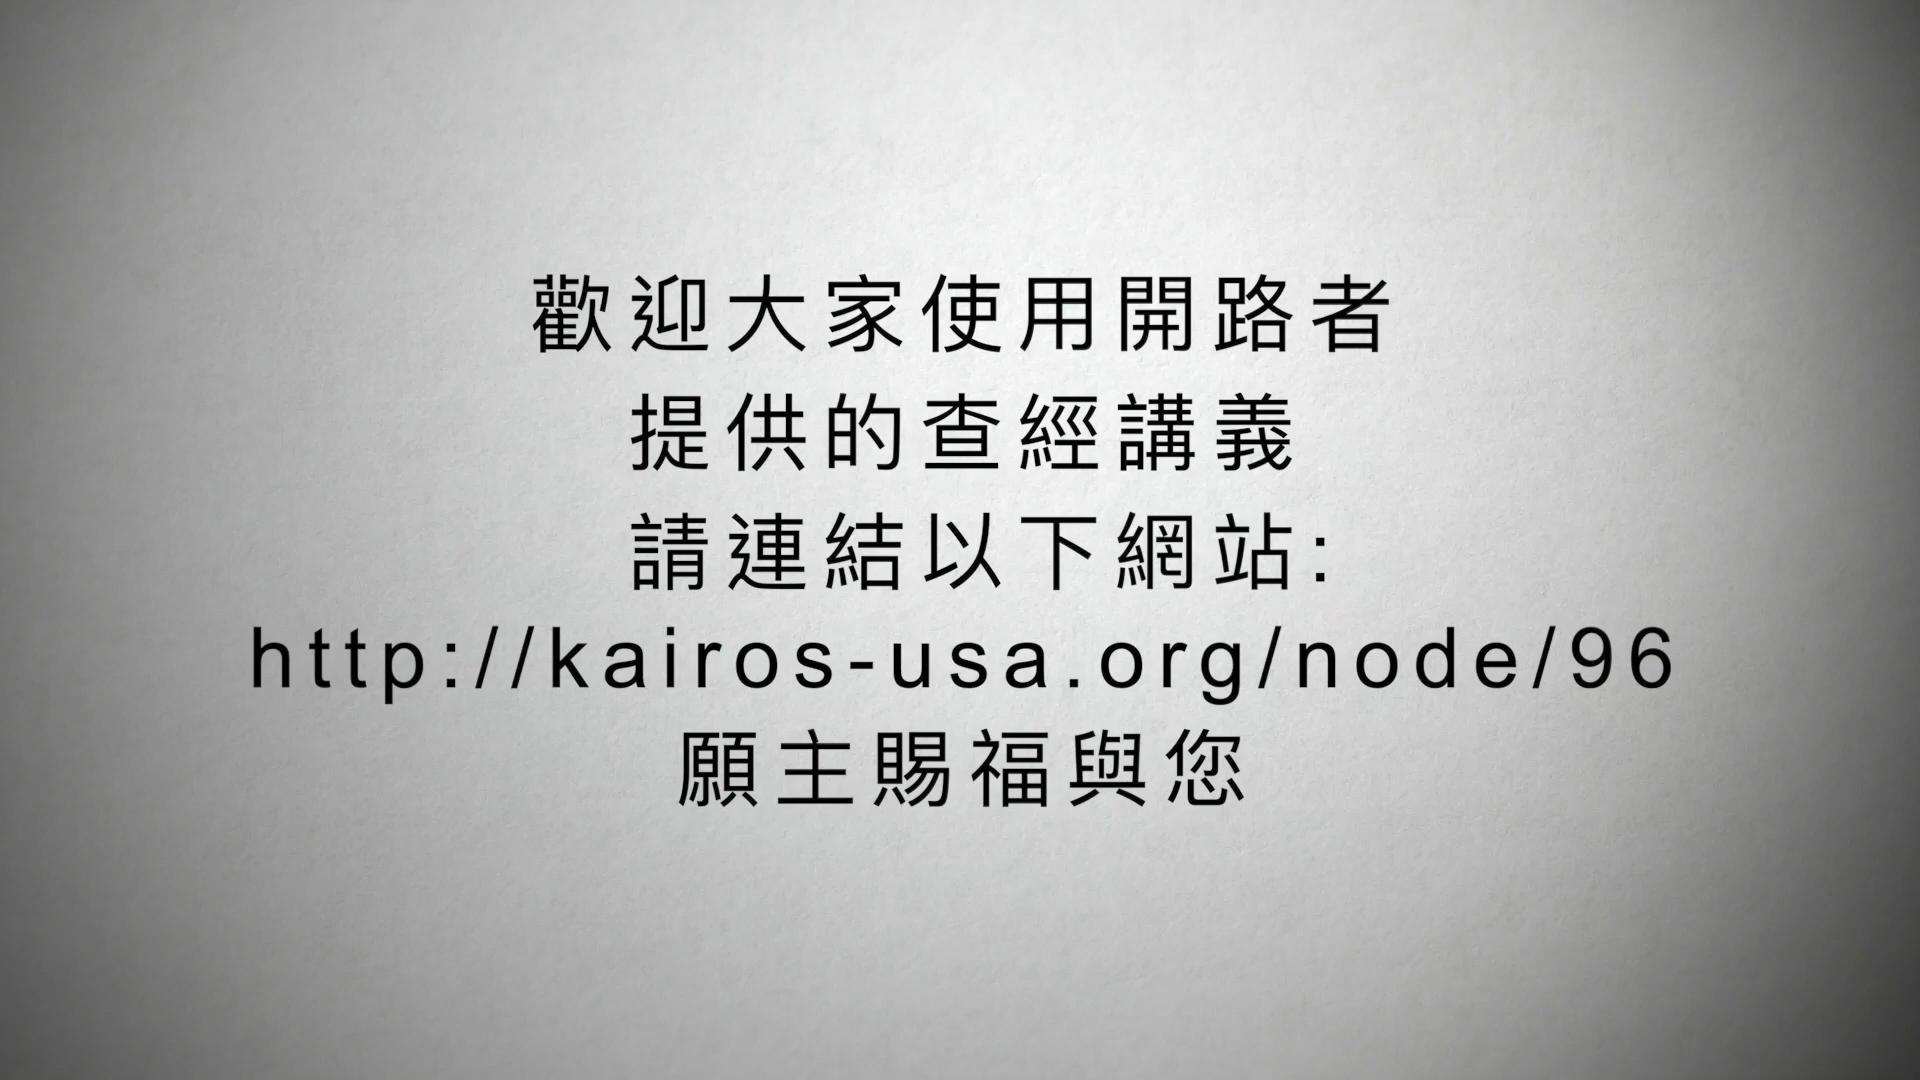 歡迎大家使用開路者
提供的查經講義
請連結以下網站:
http://kairos-usa.org/node/96
願主賜福與您